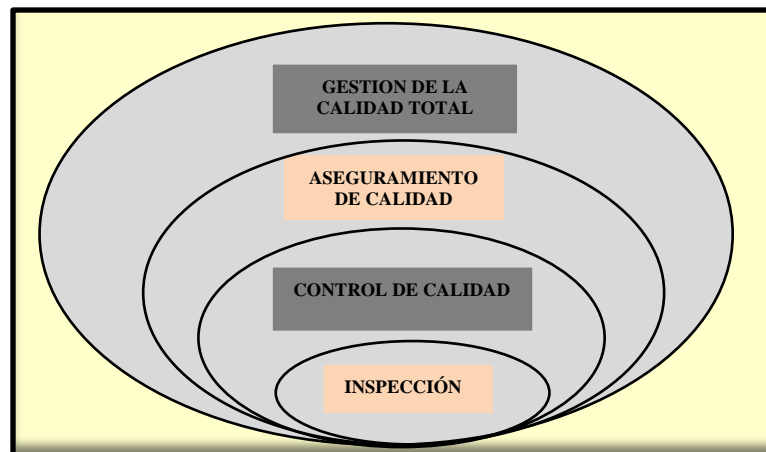 GESTION DE LA
CALIDAD TOTAL
ASEGURAMIENTO
DE CALIDAD
CONTROL DE CALIDAD
INSPECCIÓN